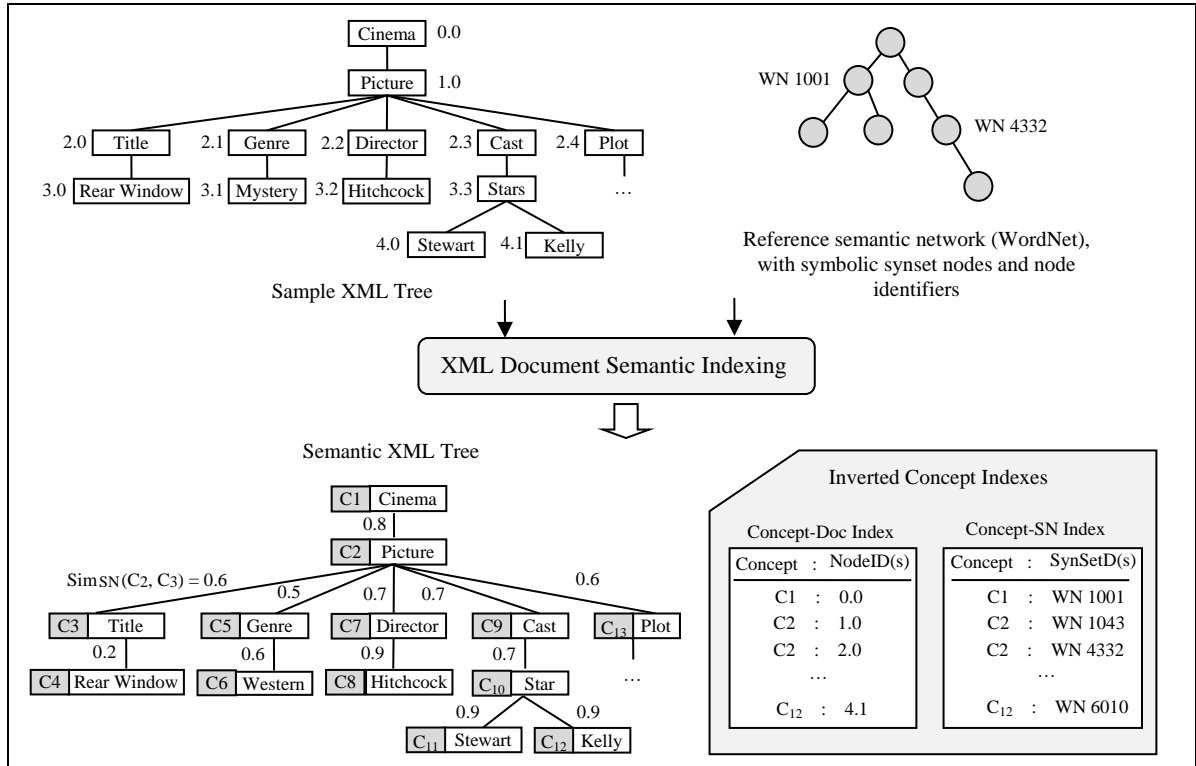 Cinema 0.0
Picture 1.0
2.0 Title 2.1 Genre 2.2 Director 2.3 Cast 2.4 Plot
3.0 Rear Window 3.1 Mystery 3.2 Hitchcock 3.3 Stars …
4.0 Stewart 4.1 Kelly
Sample XML Tree
WN 1001
WN 4332
Reference semantic network (WordNet),
with symbolic synset nodes and node
identifiers
XML Document Semantic Indexing
Semantic XML Tree
C1 Cinema
0.8
C2 Picture
SimSN(C2, C3) = 0.6 0.5 0.7 0.7 0.6
C3 Title C5 Genre C7 Director C9 Cast C13 Plot
0.2 0.6 0.9 0.7
C4 Rear Window C6 Western C8 Hitchcock C10 Star …
0.9 0.9
C11 Stewart C12 Kelly
Inverted Concept Indexes
Concept-Doc Index
Concept : NodeID(s)
C1 : 0.0
C2 : 1.0
C2 : 2.0
…
C12 : 4.1
Concept-SN Index
Concept : SynSetD(s)
C1 : WN 1001
C2 : WN 1043
C2 : WN 4332
…
C12 : WN 6010